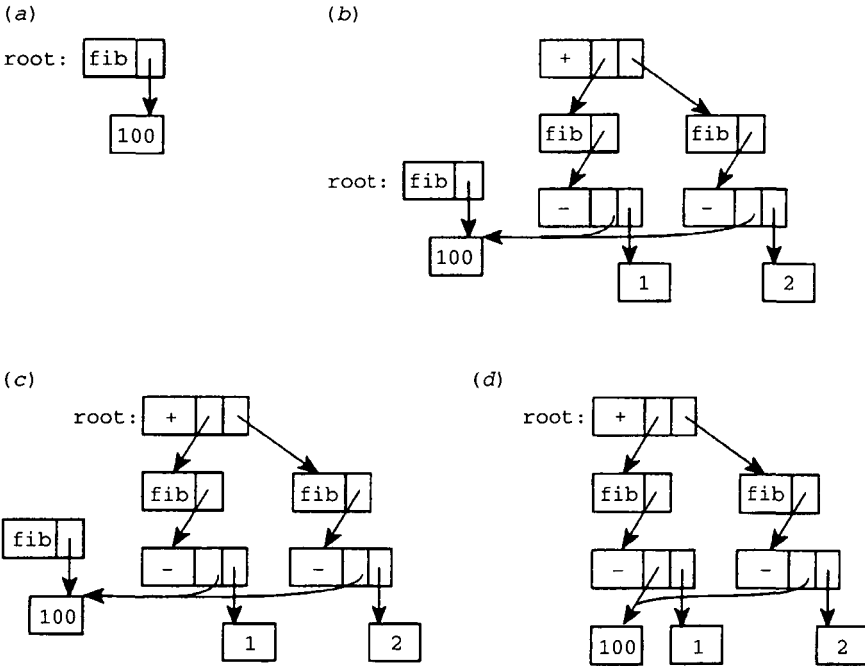 (a)
root: fib
100
(b)
+
fib fib
root: fib
- -
100
1 2
(c)
root: +
fib fib
fib
- -
100
1 2
(d)
root: +
fib fib
- -
100 1 2